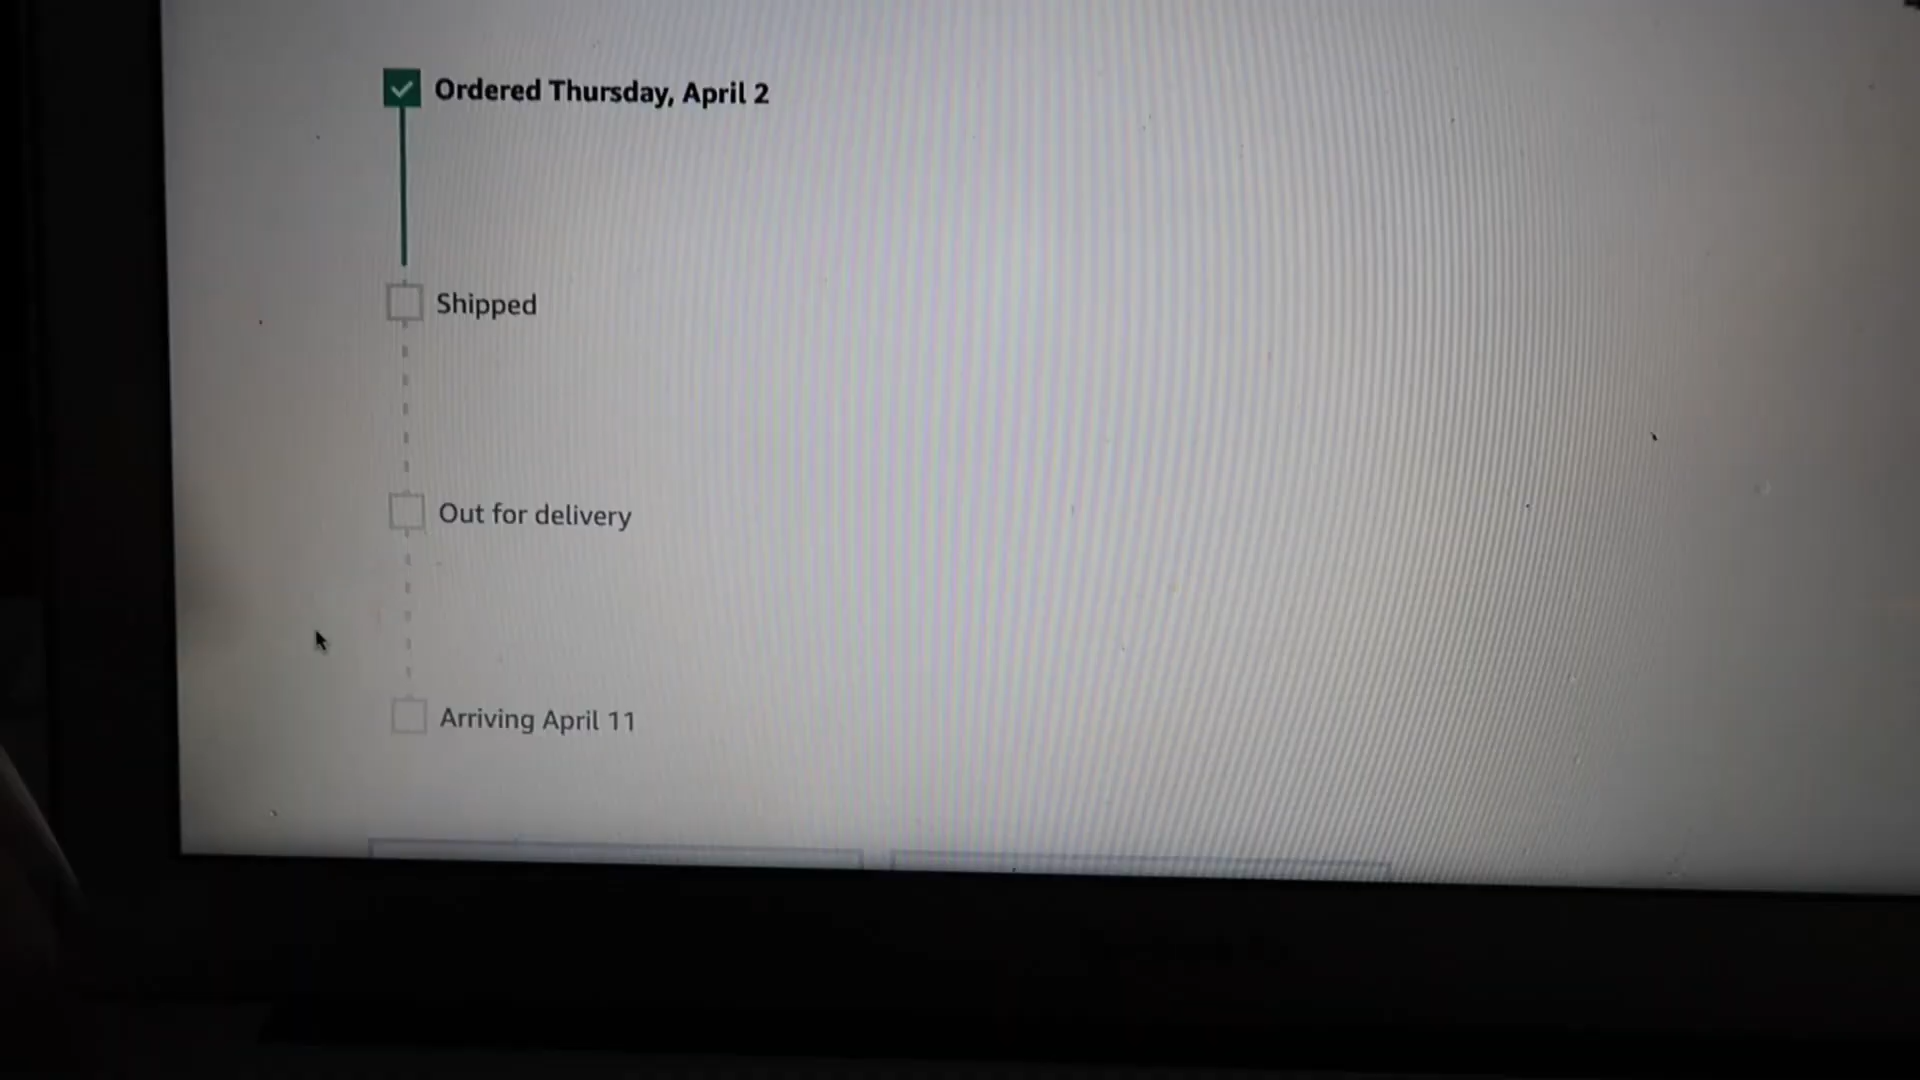 Ordered Thursday, April 2
Shipped
Out for delivery
Arriving April 11